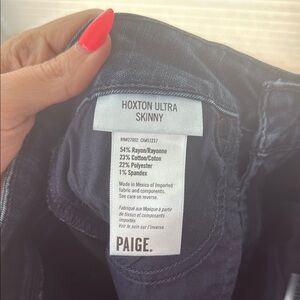 HOXTON ULTRA
SKINNY
54% Rayon/Rayonne
23% Cotton/Coton
22% Polyester
1% Spandex
Made in Mexico of imported
fabric and components.
See care on reverse.
Fabriqué aux Mexique à partir
de tissus et composants
importés
Voir le soin sur l'inverse
PAIGE.